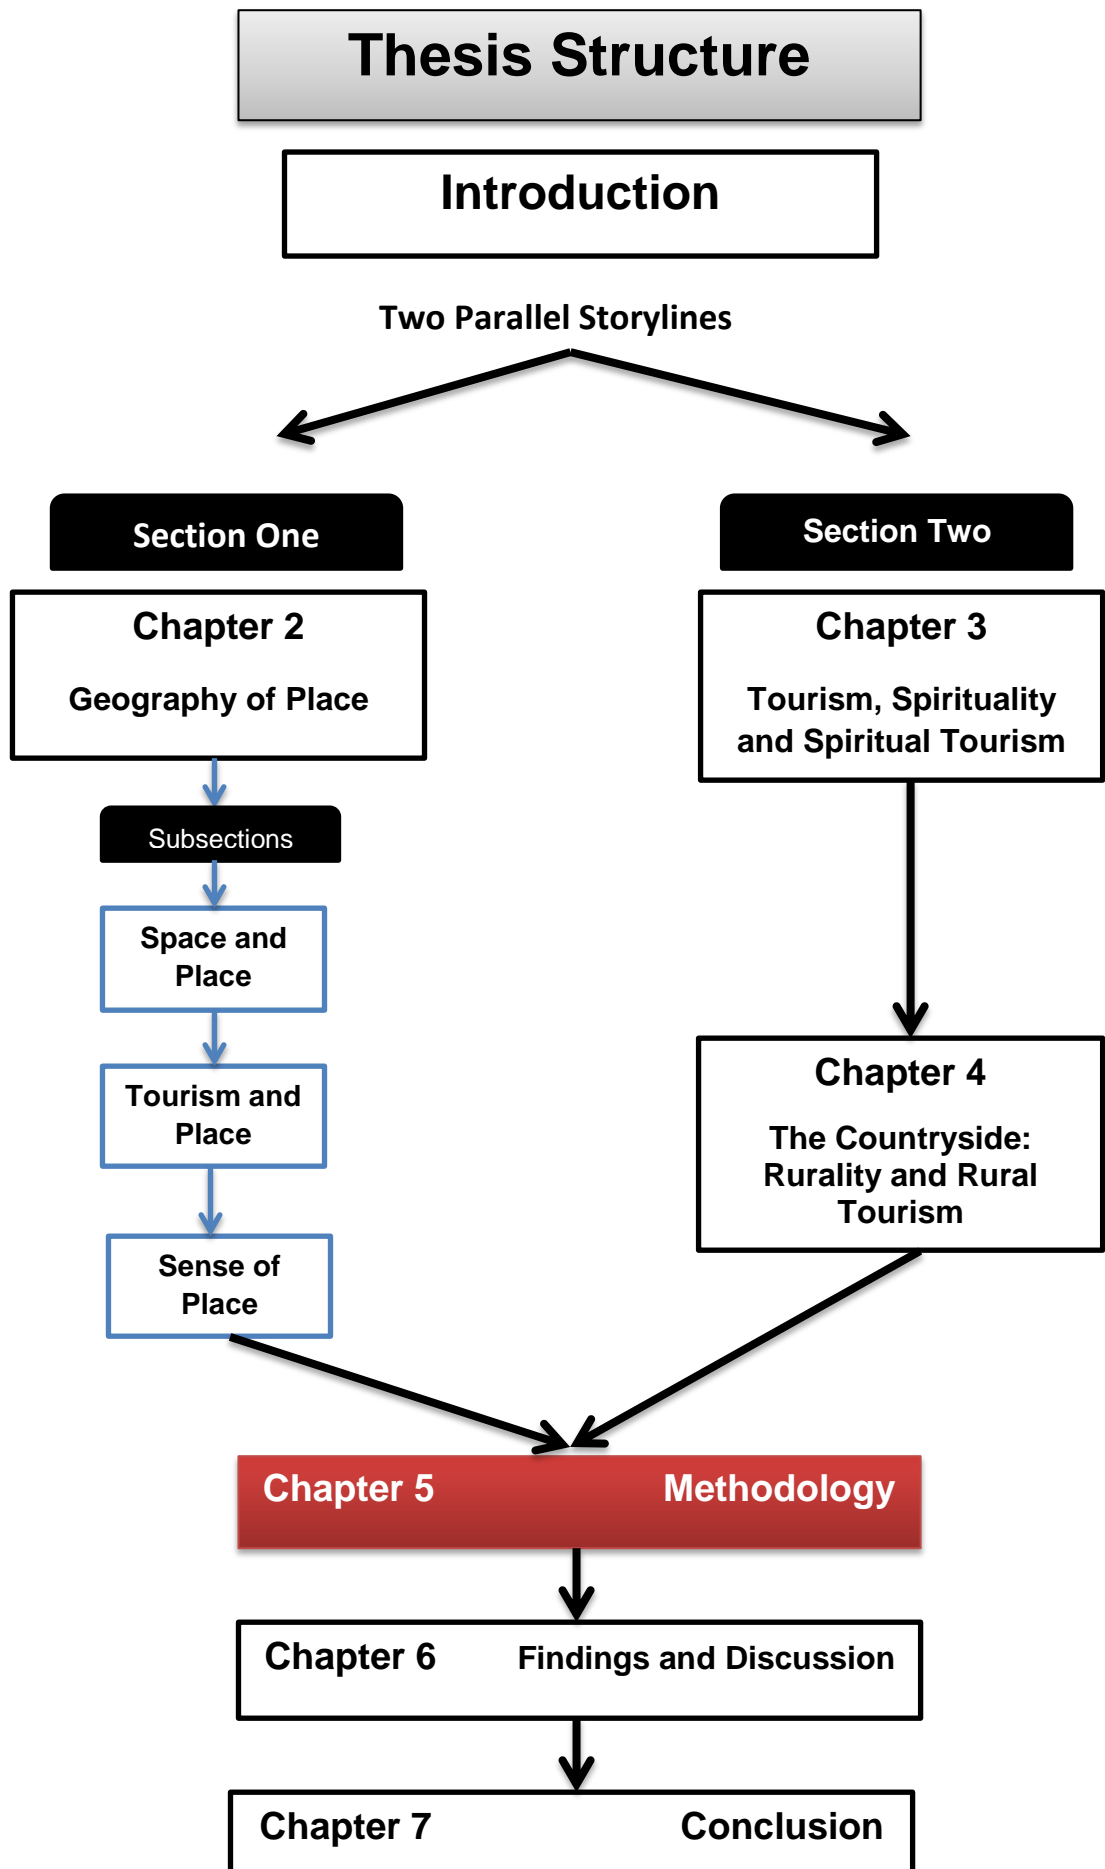 Thesis Structure
Introduction
Two Parallel Storylines
Section One
Chapter 2
Geography of Place
Subsections
Space and
Place
Tourism and
Place
Sense of
Place
Section Two
Chapter 3
Tourism, Spirituality
and Spiritual Tourism
Chapter 4
The Countryside:
Rurality and Rural
Tourism
Chapter 5 Methodology
Chapter 6 Findings and Discussion
Chapter 7 Conclusion